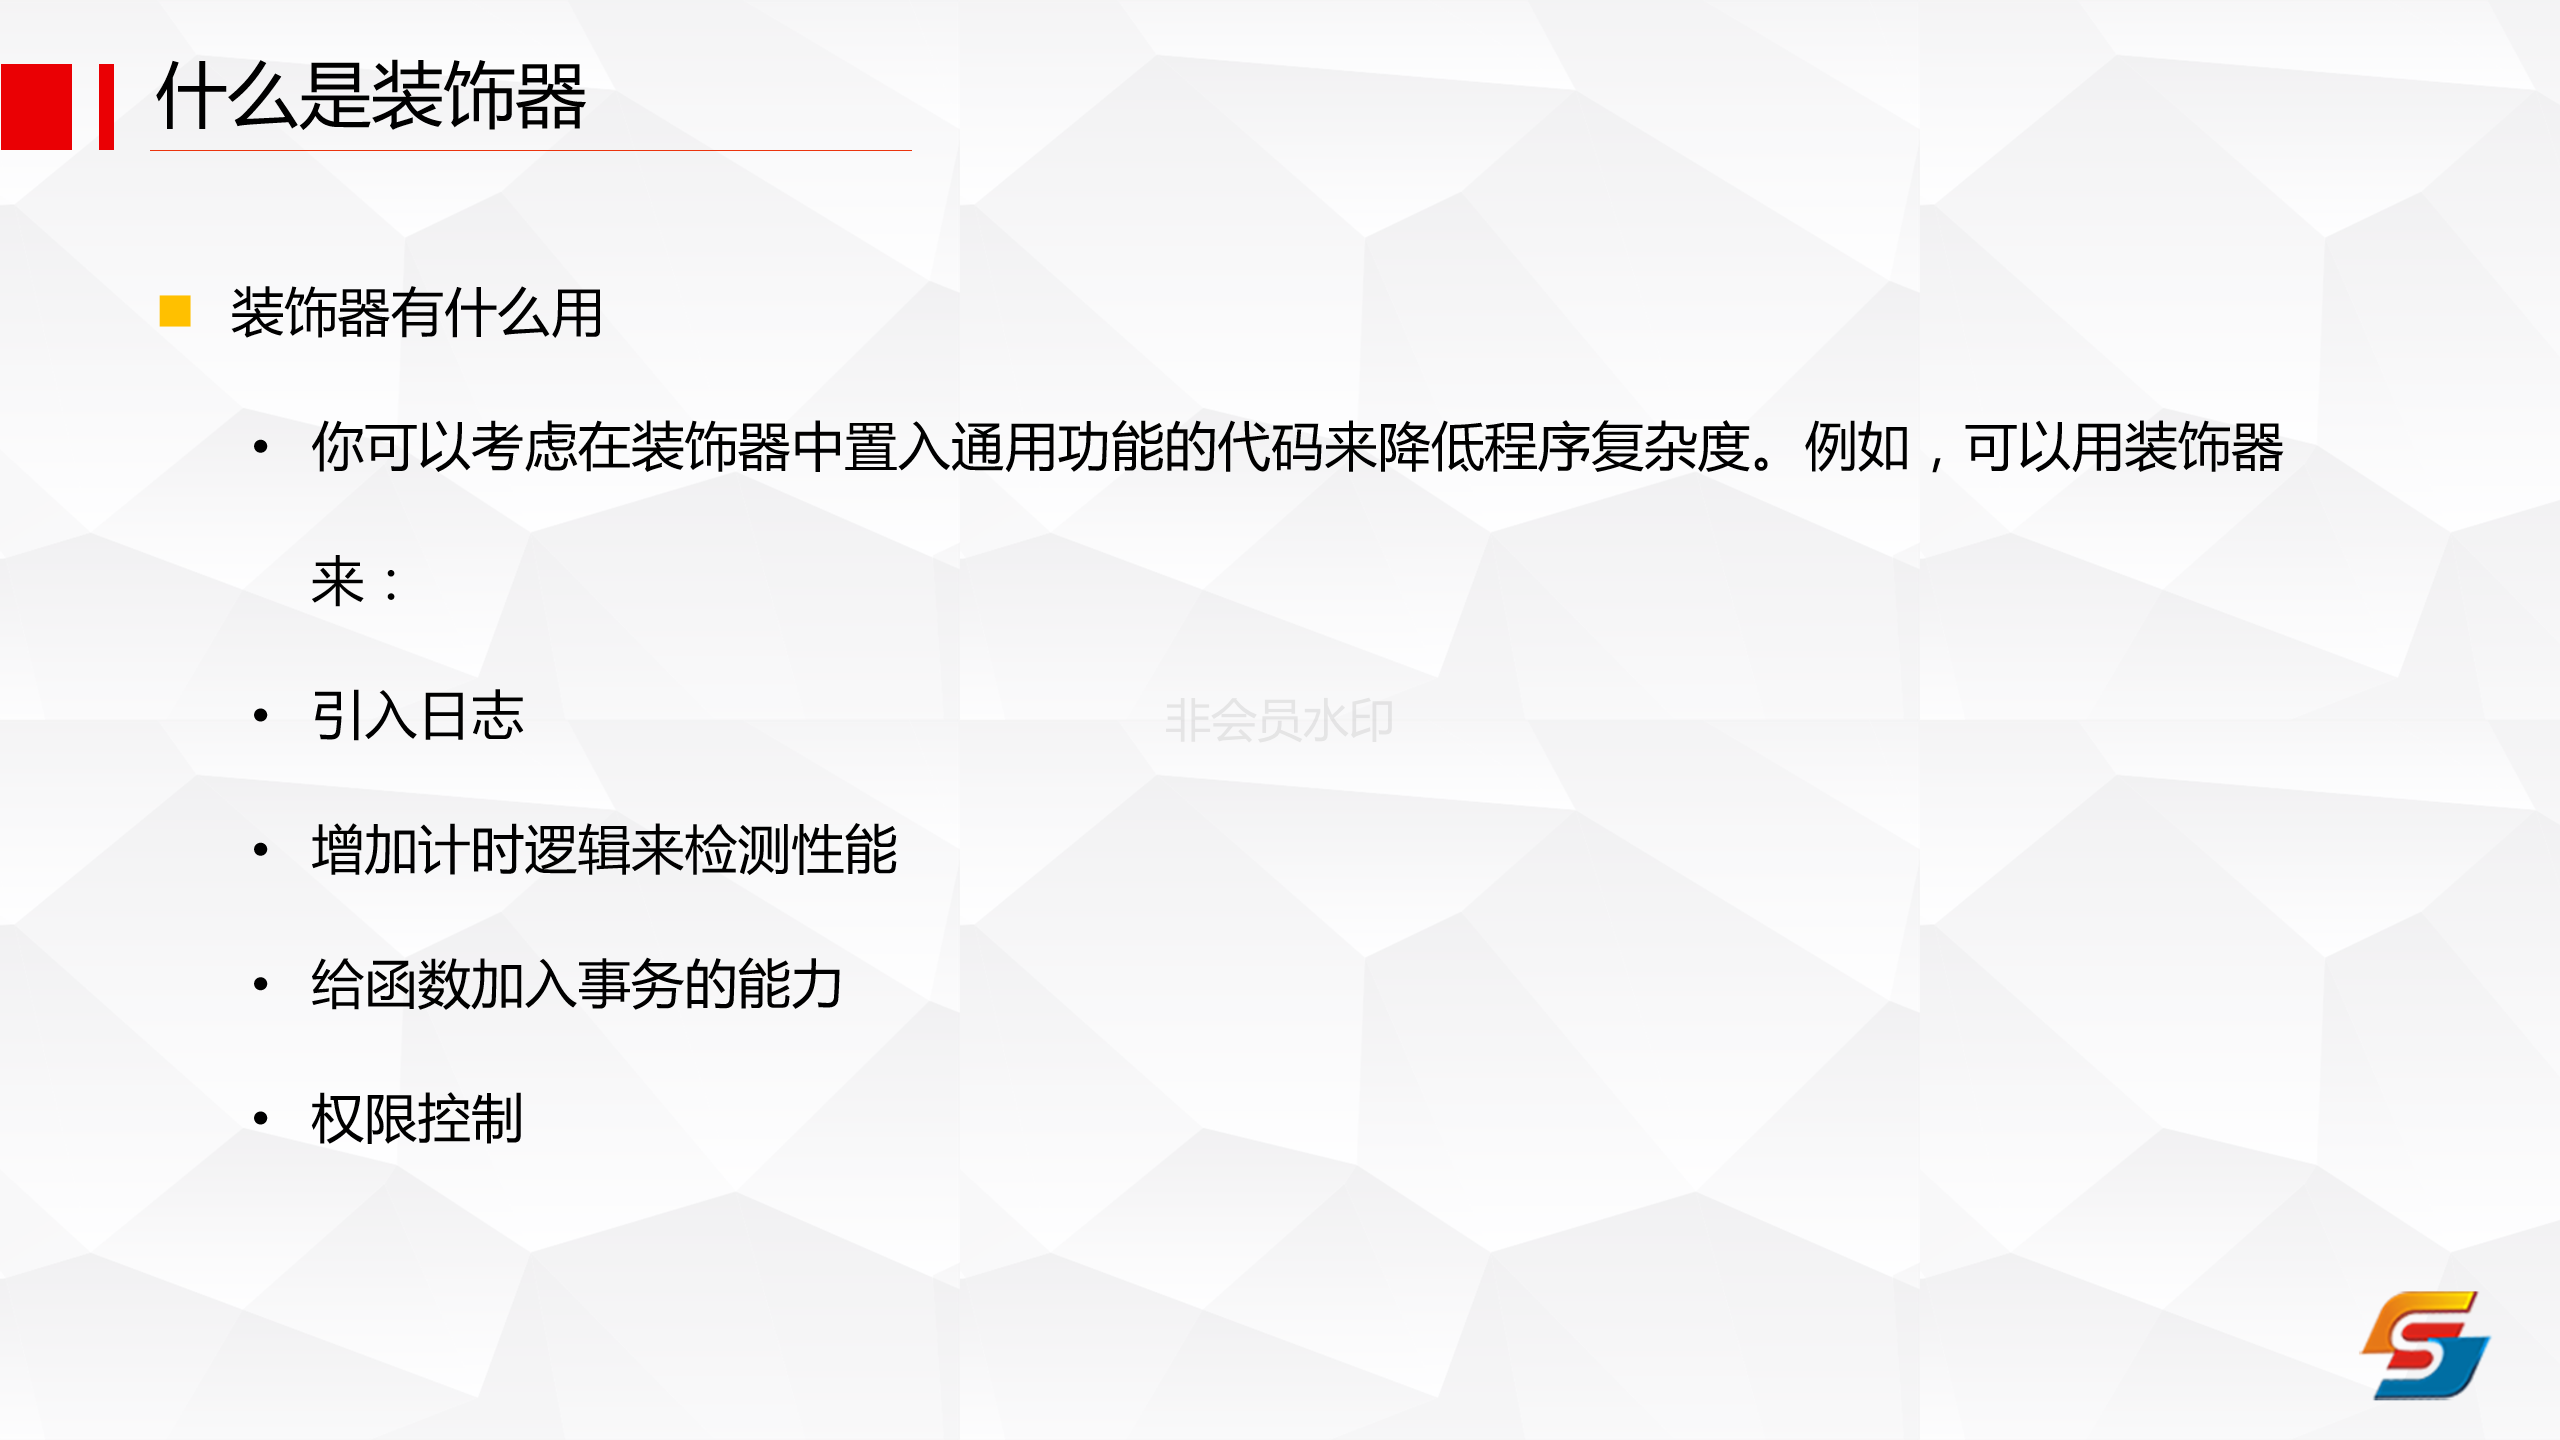 什么是装饰器
装饰器有什么用
• 你可以考虑在装饰器中置入通用功能的代码来降低程序复杂度。例如，可以用装饰器
来：
• 引入日志
非会员水印
• 增加计时逻辑来检测性能
• 给函数加入事务的能力
• 权限控制